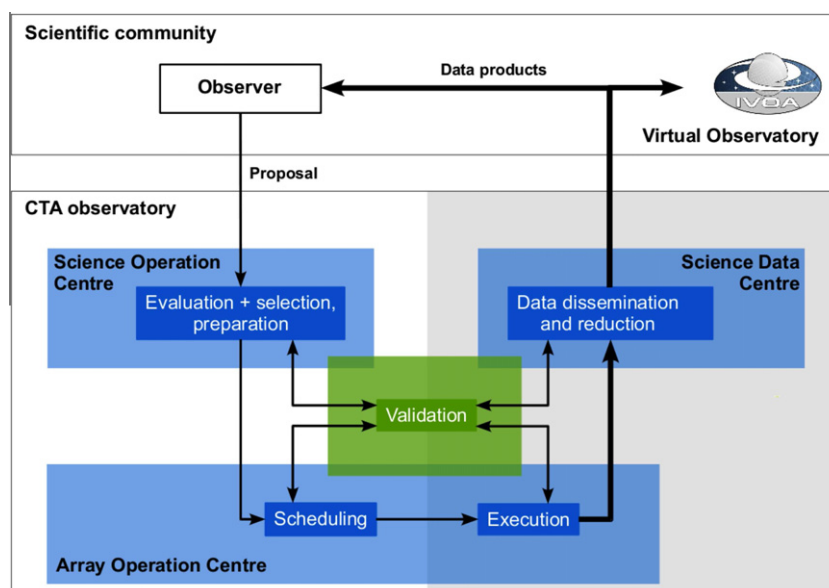 Scientific community
Observer
Data products
IVOA
Virtual Observatory
Proposal
CTA observatory
Science Operation
Centre
Evaluation + selection,
preparation
Science Data
Centre
Data dissemination
and reduction
Validation
Scheduling
Execution
Array Operation Centre